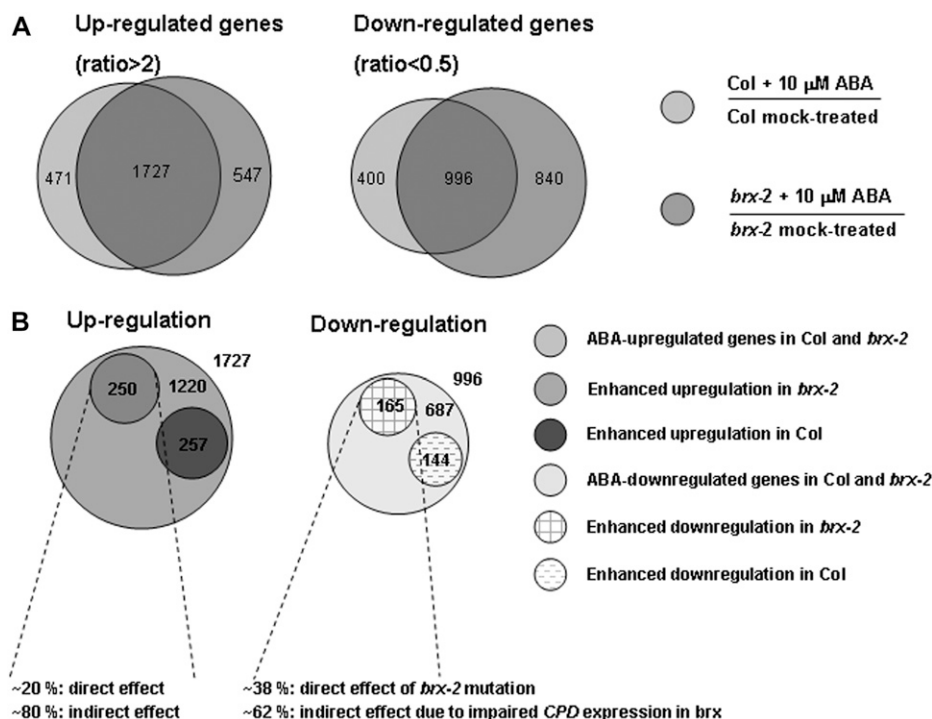 A
Up-regulated genes
(ratio>2)
471
1727
547
Down-regulated genes
(ratio<0.5)
400
996
840
Col + 10 µM ABA
Col mock-treated
brx-2 + 10 µM ABA
brx-2 mock-treated
B
Up-regulation
1727
250
1220
257
Down-regulation
996
165
687
144
ABA-upregulated genes in Col and brx-2
Enhanced upregulation in brx-2
Enhanced upregulation in Col
ABA-downregulated genes in Col and brx-2
Enhanced downregulation in brx-2
Enhanced downregulation in Col
~20 %: direct effect
~80 %: indirect effect
~38 %: direct effect of brx-2 mutation
~62 %: indirect effect due to impaired CPD expression in brx